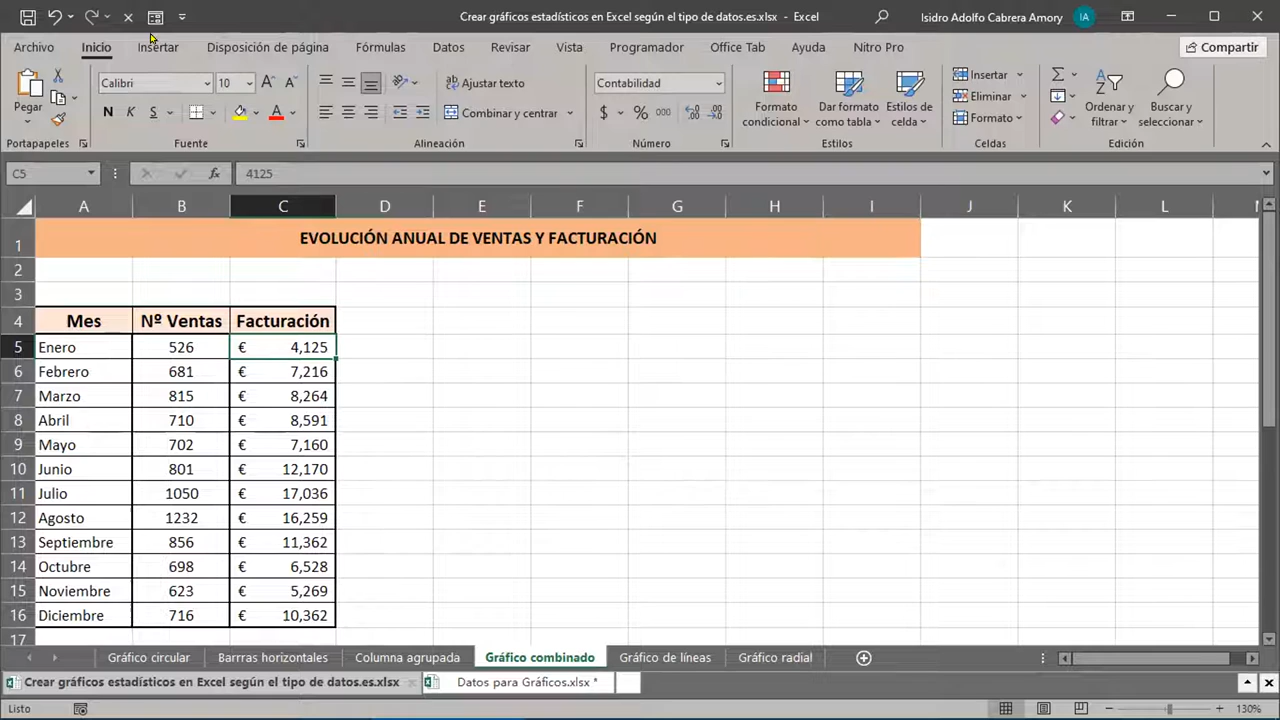 Crear gráficos estadísticos en Excel según el tipo de datos.es.xlsx - Excel
Isidro Adolfo Cabrera Amory
IA
Archivo Inicio Insertar Disposición de página Fórmulas Datos Revisar Vista Programador Office Tab Ayuda Nitro Pro
Compartir
Pegar
Calibri 10
N K S
Ajustar texto
Combinar y centrar
Contabilidad
$ % 000
Formato condicional
Dar formato como tabla
Estilos de celda
Insertar
Eliminar
Formato
Ordenar y filtrar
Buscar y seleccionar
Portapapeles Fuente Alineación Número Estilos Celdas Edición
C5 fx 4125
A B C D E F G H I J K L
1 EVOLUCIÓN ANUAL DE VENTAS Y FACTURACIÓN
2
3
4 Mes Nº Ventas Facturación
5 Enero 526 € 4,125
6 Febrero 681 € 7,216
7 Marzo 815 € 8,264
8 Abril 710 € 8,591
9 Mayo 702 € 7,160
10 Junio 801 € 12,170
11 Julio 1050 € 17,036
12 Agosto 1232 € 16,259
13 Septiembre 856 € 11,362
14 Octubre 698 € 6,528
15 Noviembre 623 € 5,269
16 Diciembre 716 € 10,362
17
Gráfico circular Barrras horizontales Columna agrupada Gráfico combinado Gráfico de líneas Gráfico radial
Crear gráficos estadísticos en Excel según el tipo de datos.es.xlsx Datos para Gráficos.xlsx *
Listo 130%